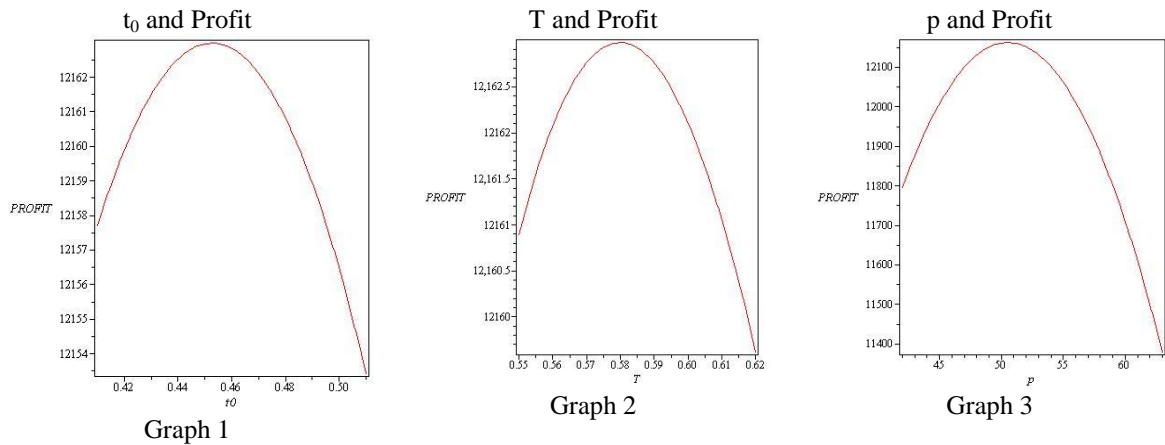 t0 and Profit
12162
12161
12160
12159
12158
12157
12156
12155
12154
PROFIT
0.42 0.44 0.46 0.48 0.50
t0
Graph 1
T and Profit
12,162.5
12,162
12,161.5
12,161
12,160.5
12,160
PROFIT
0.55 0.56 0.57 0.58 0.59 0.60 0.61 0.62
T
Graph 2
p and Profit
12100
12000
11900
11800
11700
11600
11500
11400
PROFIT
45 50 55 60
p
Graph 3